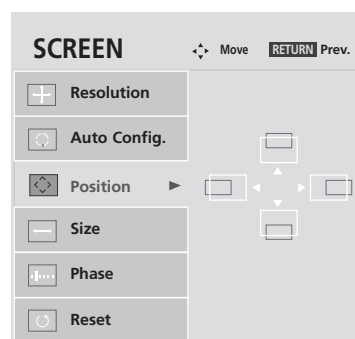 SCREEN Move RETURN Prev.
Resolution
Auto Config.
Position
Size
Phase
Reset